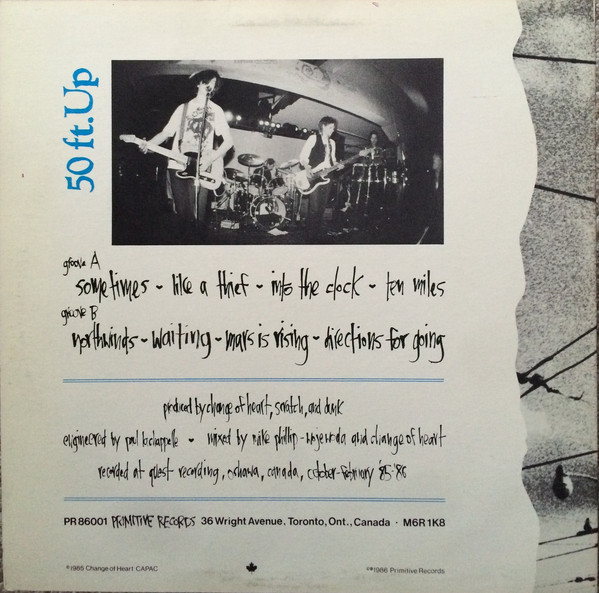 50 ft. Up
groove A
sometimes ~ like a thief ~ into the clock ~ ten miles
groove B
northwinds ~ waiting ~ mars is rising ~ directions for going
produced by change of heart, scratch, and dunk
engineered by paul lachappelle • mixed by mike phillip-wojewoda and change of heart
recorded at quest recording, oshawa, canada, october-february '85-'86
PR 86001 PRIMITIVE RECORDS 36 Wright Avenue, Toronto, Ont., Canada · M6R 1K8
©1985 Change of Heart CAPAC
©℗1986 Primitive Records